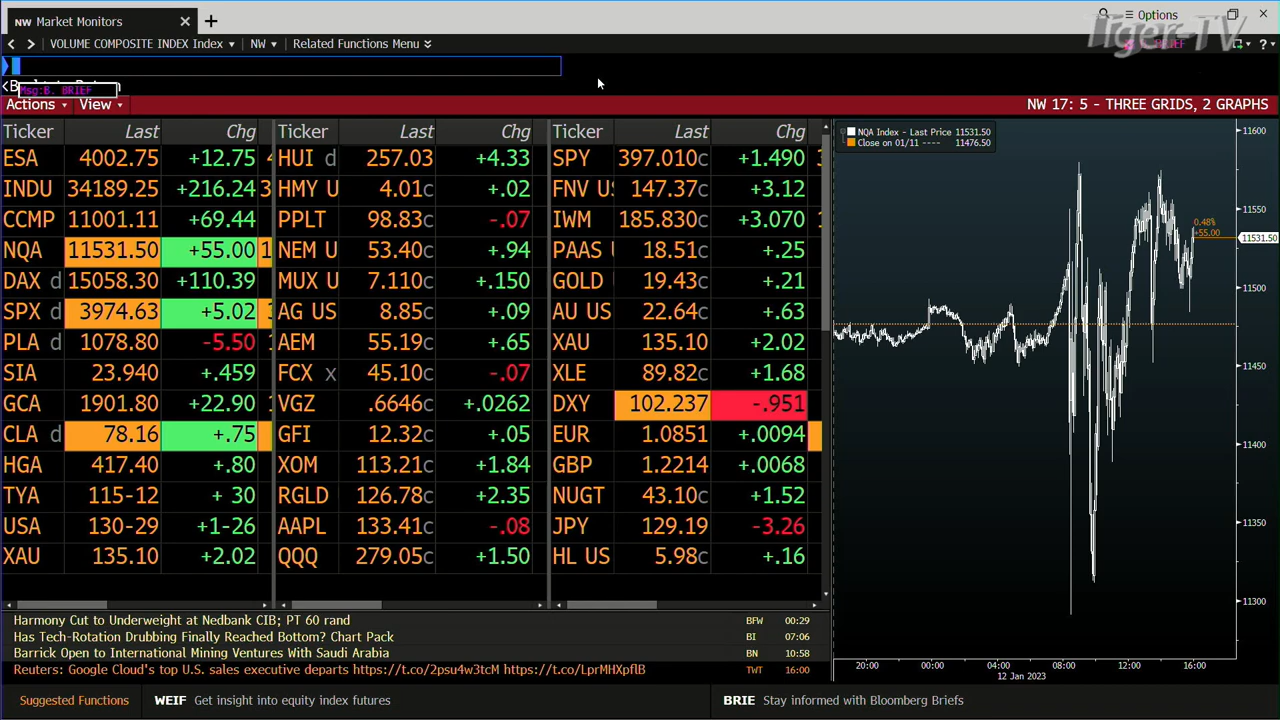 NW Market Monitors × +
Options
Tiger-TV
< > VOLUME COMPOSITE INDEX Index ▾ NW ▾ Related Functions Menu
BRIEF
? ▾
Msg:B. BRIEF
Actions ▾ View ▾ NW 17: 5 - THREE GRIDS, 2 GRAPHS
Ticker Last Chg Ticker Last Chg Ticker Last Chg
ESA 4002.75 +12.75 HUI d 257.03 +4.33 SPY 397.010c +1.490
INDU 34189.25 +216.24 HMY U 4.01c +.02 FNV US 147.37c +3.12
CCMP 11001.11 +69.44 PPLT 98.83c -.07 IWM 185.830c +3.070
NQA 11531.50 +55.00 NEM U 53.40c +.94 PAAS 18.51c +.25
DAX d 15058.30 +110.39 MUX U 7.110c +.150 GOLD 19.43c +.21
SPX d 3974.63 +5.02 AG US 8.85c +.09 AU US 22.64c +.63
PLA d 1078.80 -5.50 AEM 55.19c +.65 XAU 135.10 +2.02
SIA 23.940 +.459 FCX x 45.10c -.07 XLE 89.82c +1.68
GCA 1901.80 +22.90 VGZ .6646c +.0262 DXY 102.237 -.951
CLA d 78.16 +.75 GFI 12.32c +.05 EUR 1.0851 +.0094
HGA 417.40 +.80 XOM 113.21c +1.84 GBP 1.2214 +.0068
TYA 115-12 + 30 RGLD 126.78c +2.35 NUGT 43.10c +1.52
USA 130-29 +1-26 AAPL 133.41c -.08 JPY 129.19 -3.26
XAU 135.10 +2.02 QQQ 279.05c +1.50 HL US 5.98c +.16
NQA Index - Last Price 11531.50
Close on 01/11 ---- 11476.50
11600
11550
0.48%
+55.00
11531.50
11500
11450
11400
11350
11300
20:00 00:00 04:00 08:00 12:00 16:00
12 Jan 2023
Harmony Cut to Underweight at Nedbank CIB; PT 60 rand BFW 00:29
Has Tech-Rotation Drubbing Finally Reached Bottom? Chart Pack BI 07:06
Barrick Open to International Mining Ventures With Saudi Arabia BN 10:58
Reuters: Google Cloud's top U.S. sales executive departs https://t.co/2psu4w3tcM https://t.co/LprMHXpflB TWT 16:00
Suggested Functions WEIF Get insight into equity index futures BRIE Stay informed with Bloomberg Briefs